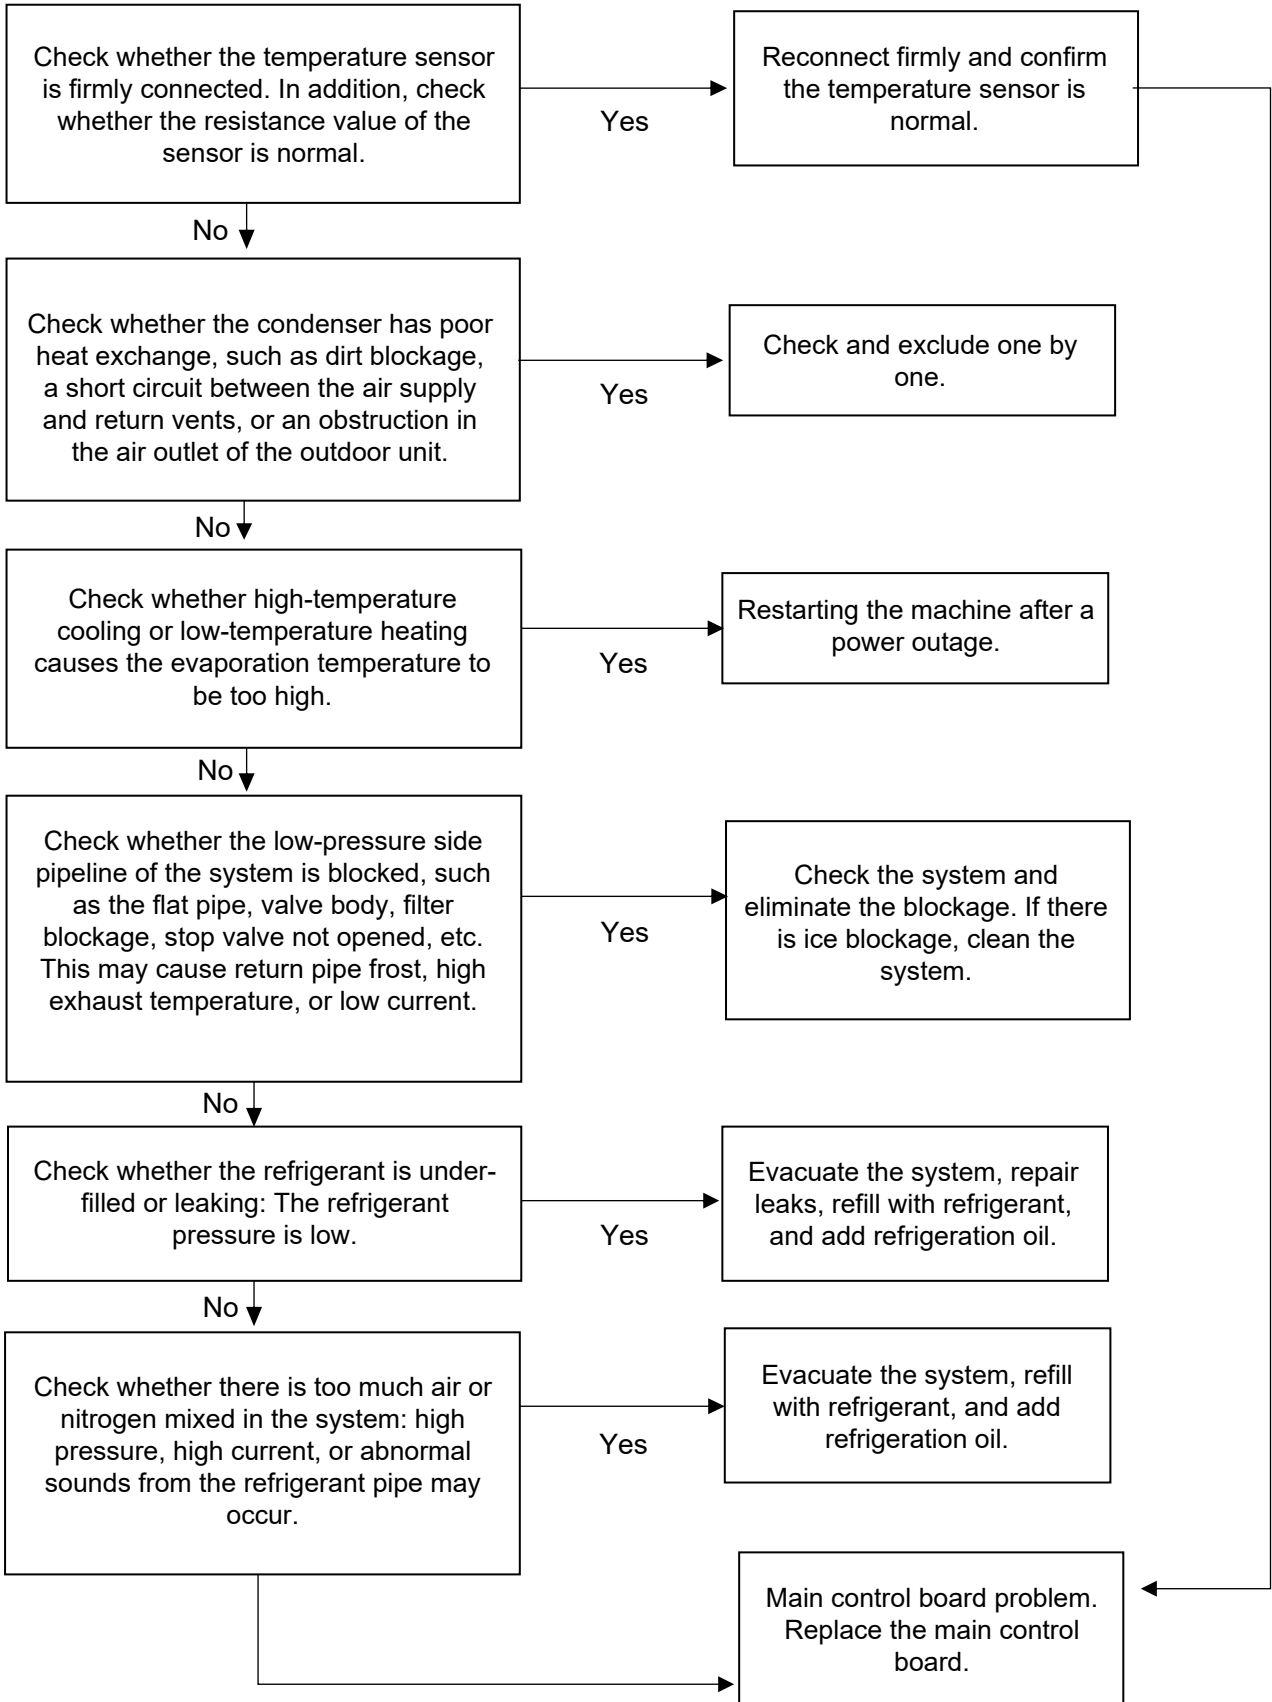 Check whether the temperature sensor
is firmly connected. In addition, check
whether the resistance value of the
sensor is normal.
Yes
Reconnect firmly and confirm
the temperature sensor is
normal.
No
Check whether the condenser has poor
heat exchange, such as dirt blockage,
a short circuit between the air supply
and return vents, or an obstruction in
the air outlet of the outdoor unit.
Yes
Check and exclude one by
one.
No
Check whether high-temperature
cooling or low-temperature heating
causes the evaporation temperature to
be too high.
Yes
Restarting the machine after a
power outage.
No
Check whether the low-pressure side
pipeline of the system is blocked, such
as the flat pipe, valve body, filter
blockage, stop valve not opened, etc.
This may cause return pipe frost, high
exhaust temperature, or low current.
Yes
Check the system and
eliminate the blockage. If there
is ice blockage, clean the
system.
No
Check whether the refrigerant is under-
filled or leaking: The refrigerant
pressure is low.
Yes
Evacuate the system, repair
leaks, refill with refrigerant,
and add refrigeration oil.
No
Check whether there is too much air or
nitrogen mixed in the system: high
pressure, high current, or abnormal
sounds from the refrigerant pipe may
occur.
Yes
Evacuate the system, refill
with refrigerant, and add
refrigeration oil.
Main control board problem.
Replace the main control
board.